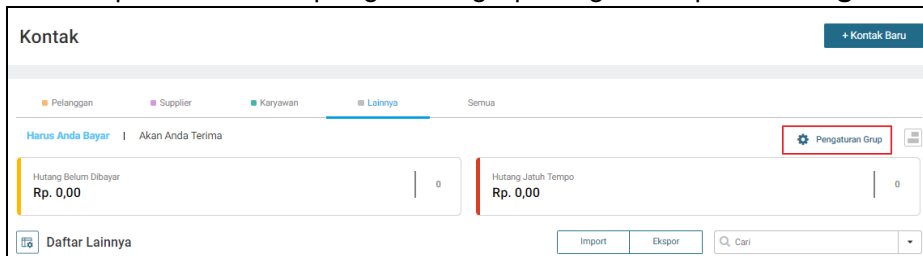 Kontak
+ Kontak Baru
Pelanggan Supplier Karyawan Lainnya Semua
Harus Anda Bayar | Akan Anda Terima
Pengaturan Grup
Hutang Belum Dibayar
Rp. 0,00
0
Hutang Jatuh Tempo
Rp. 0,00
0
Daftar Lainnya
Import Ekspor Cari